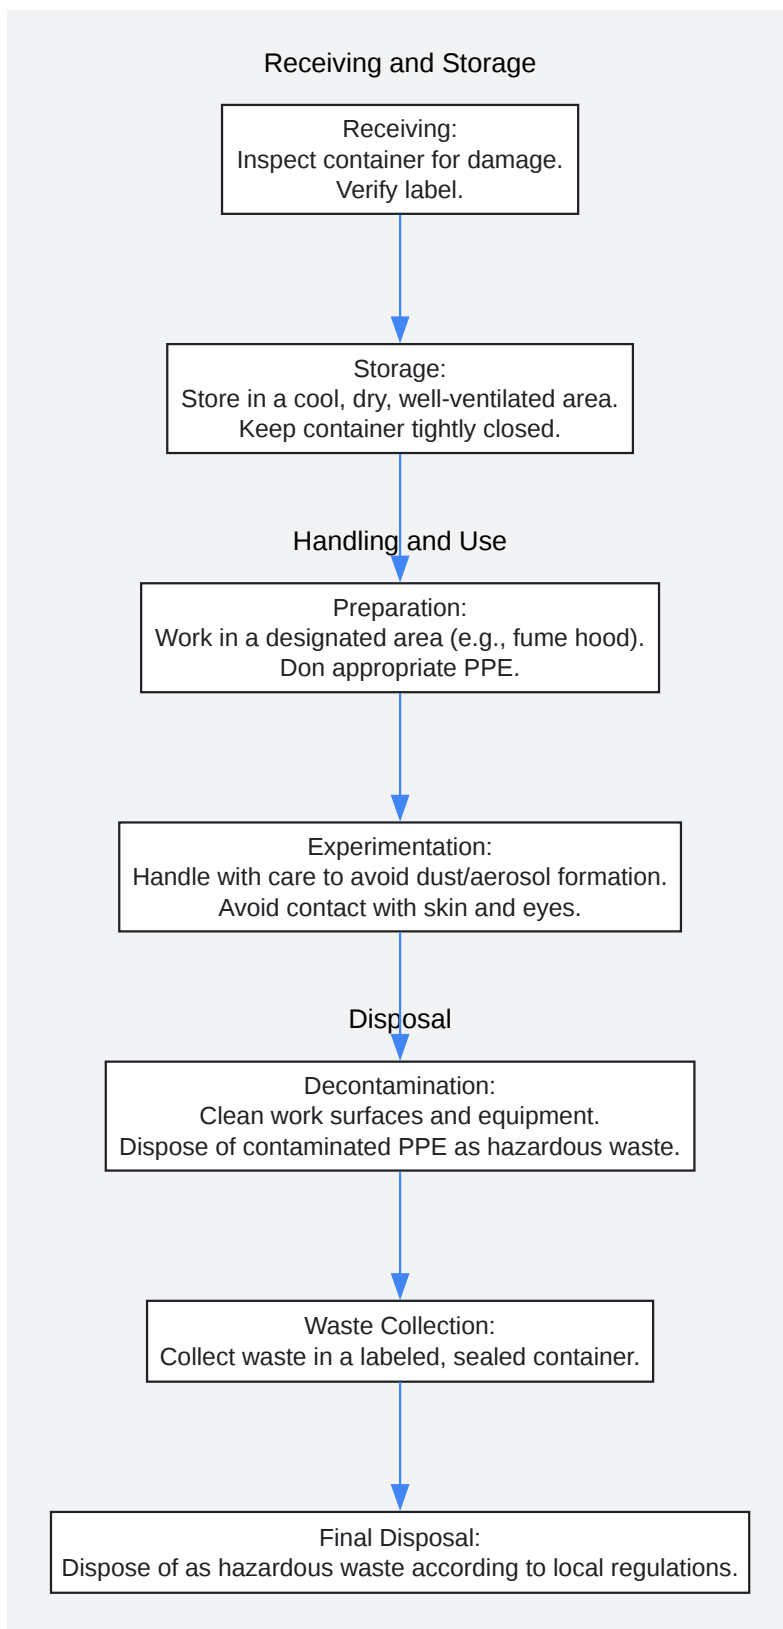 Receiving and Storage
Receiving:
Inspect container for damage.
Verify label.
Storage:
Store in a cool, dry, well-ventilated area.
Keep container tightly closed.
Handling and Use
Preparation:
Work in a designated area (e.g., fume hood).
Don appropriate PPE.
Experimentation:
Handle with care to avoid dust/aerosol formation.
Avoid contact with skin and eyes.
Disposal
Decontamination:
Clean work surfaces and equipment.
Dispose of contaminated PPE as hazardous waste.
Waste Collection:
Collect waste in a labeled, sealed container.
Final Disposal:
Dispose of as hazardous waste according to local regulations.